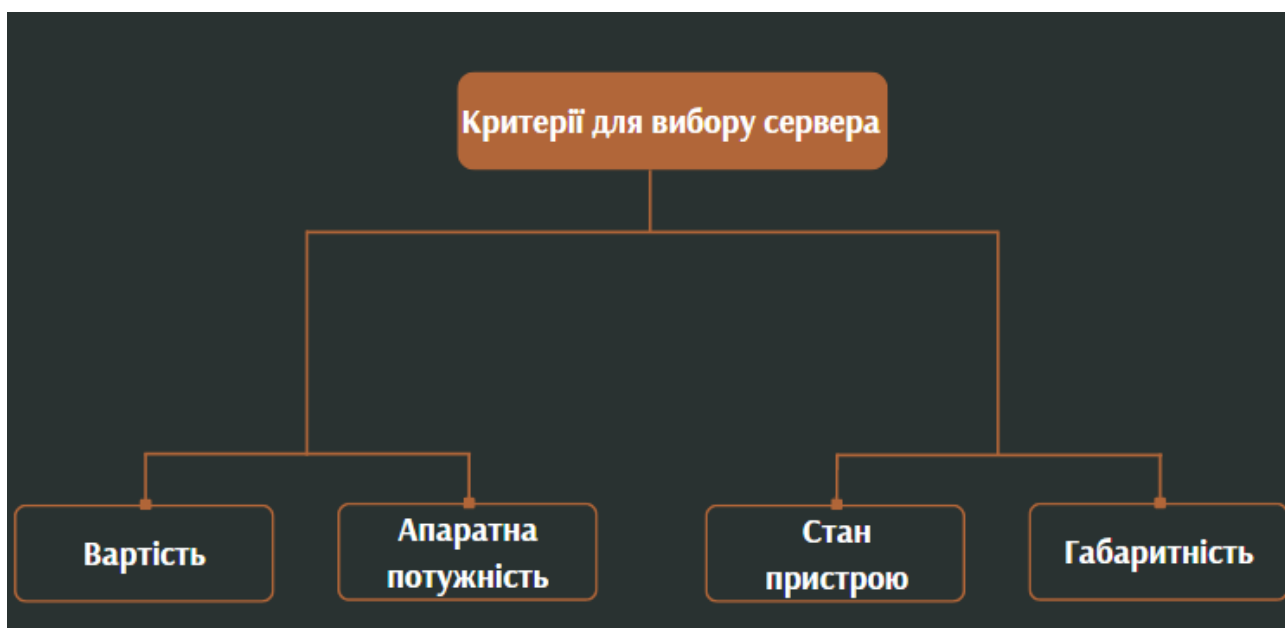 Критерії для вибору сервера
Вартість
Апаратна
потужність
Стан
пристрою
Габаритність